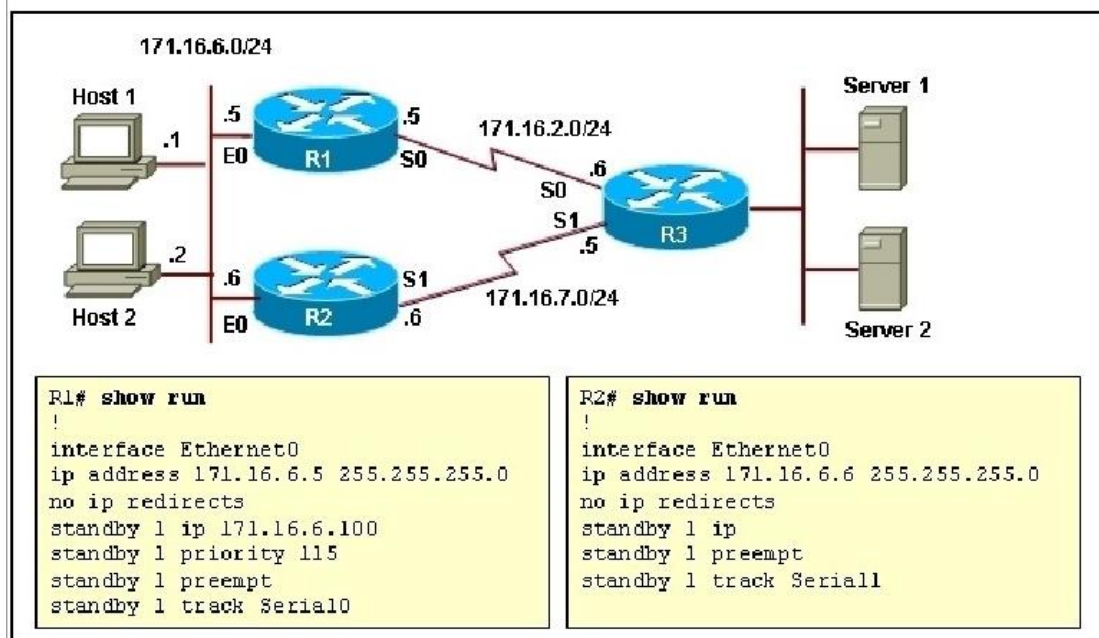 171.16.6.0/24
Host 1
.1
.5
E0
R1
.5
S0
171.16.2.0/24
.6
S0
S1
.5
R3
Server 1
Host 2
.2
.6
E0
R2
S1
.6
171.16.7.0/24
Server 2
R1# show run
!
interface Ethernet0
ip address 171.16.6.5 255.255.255.0
no ip redirects
standby 1 ip 171.16.6.100
standby 1 priority 115
standby 1 preempt
standby 1 track Serial0
R2# show run
!
interface Ethernet0
ip address 171.16.6.6 255.255.255.0
no ip redirects
standby 1 ip
standby 1 preempt
standby 1 track Serial1